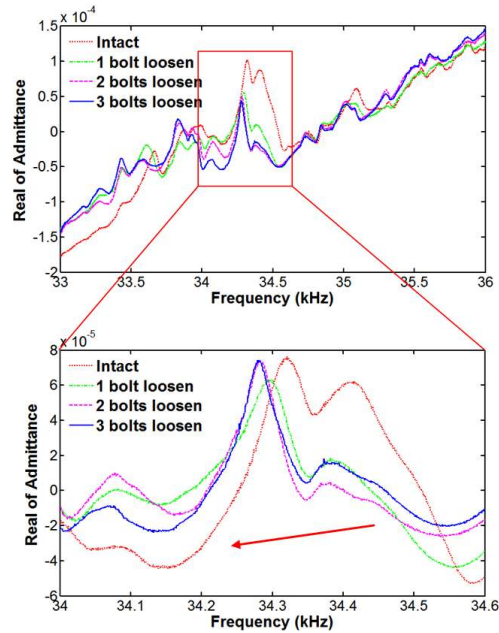 x 10-4
1.5
1
0.5
0
-0.5
-1
-1.5
-2
Real of Admittance
Intact
1 bolt loosen
2 bolts loosen
3 bolts loosen
33 33.5 34 34.5 35 35.5 36
Frequency (kHz)
x 10-5
8
6
4
2
0
-2
-4
-6
Real of Admittance
Intact
1 bolt loosen
2 bolts loosen
3 bolts loosen
34 34.1 34.2 34.3 34.4 34.5 34.6
Frequency (kHz)